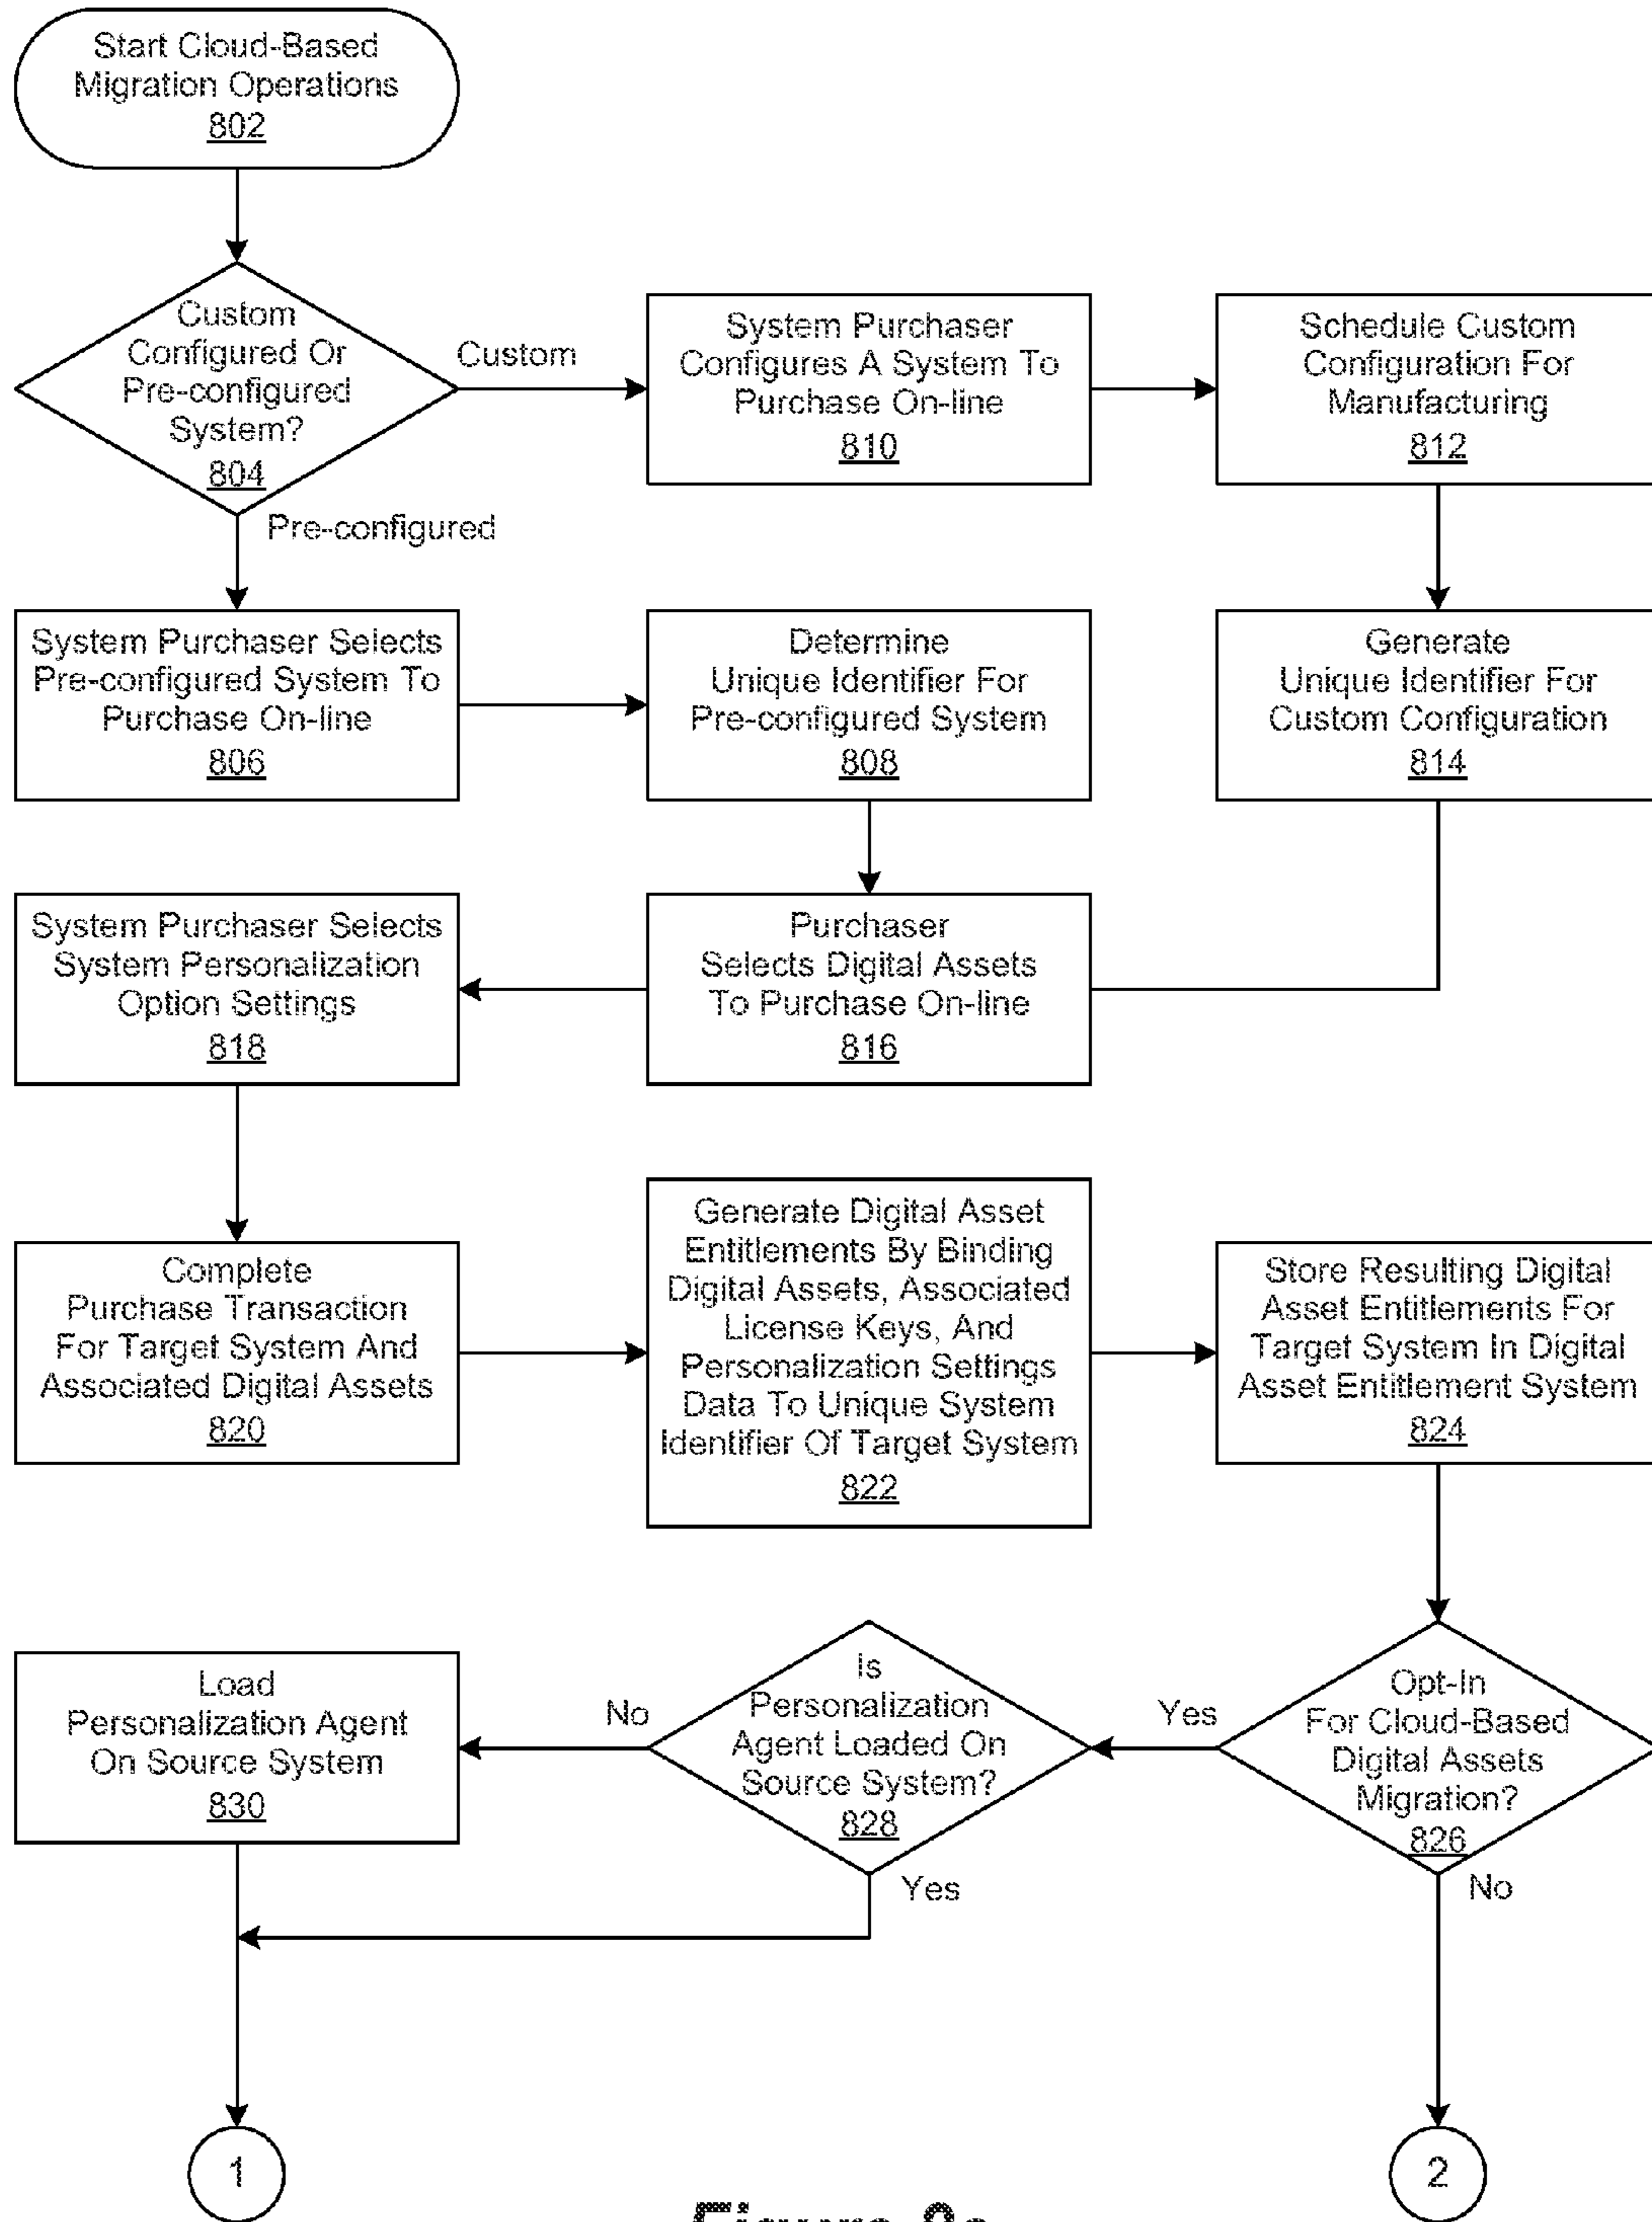 Start Cloud-Based
Migration Operations
802
Custom
Configured Or
Pre-configured
System?
804
Custom
Pre-configured
System Purchaser
Configures A System To
Purchase On-line
810
Schedule Custom
Configuration For
Manufacturing
812
System Purchaser Selects
Pre-configured System To
Purchase On-line
806
Determine
Unique Identifier For
Pre-configured System
808
Generate
Unique Identifier For
Custom Configuration
814
System Purchaser Selects
System Personalization
Option Settings
818
Purchaser
Selects Digital Assets
To Purchase On-line
816
Complete
Purchase Transaction
For Target System And
Associated Digital Assets
820
Generate Digital Asset
Entitlements By Binding
Digital Assets, Associated
License Keys, And
Personalization Settings
Data To Unique System
Identifier Of Target System
822
Store Resulting Digital
Asset Entitlements For
Target System In Digital
Asset Entitlement System
824
Load
Personalization Agent
On Source System
830
No
Is
Personalization
Agent Loaded On
Source System?
828
Yes
Yes
Opt-In
For Cloud-Based
Digital Assets
Migration?
826
No
1
2
Figure